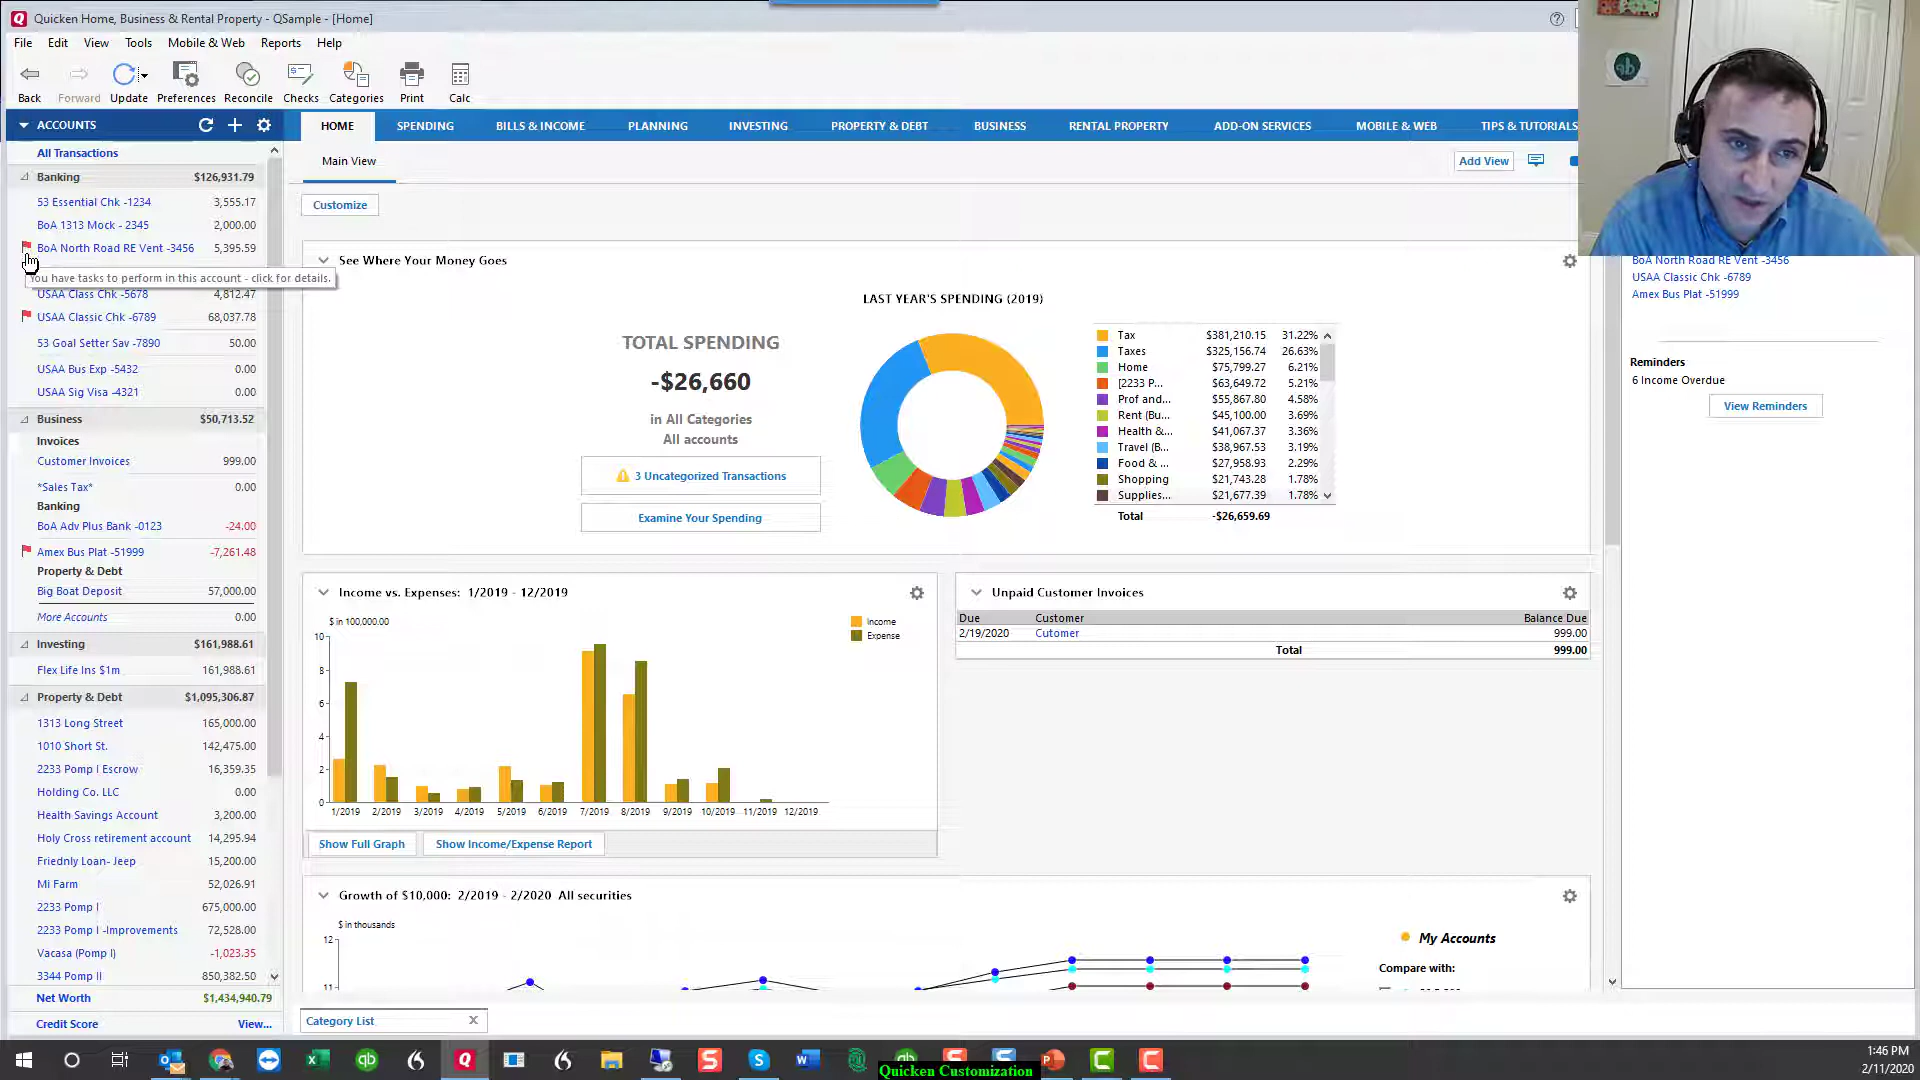 Quicken Home, Business & Rental Property - QSample - [Home]
File Edit View Tools Mobile & Web Reports Help
Back Forward Update Preferences Reconcile Checks Categories Print Calc
ACCOUNTS
HOME SPENDING BILLS & INCOME PLANNING INVESTING PROPERTY & DEBT BUSINESS RENTAL PROPERTY ADD-ON SERVICES MOBILE & WEB TIPS & TUTORIALS
All Transactions
Banking $126,931.79
53 Essential Chk -1234 3,555.17
BoA 1313 Mock - 2345 2,000.00
BoA North Road RE Vent -3456 5,395.59
You have tasks to perform in this account - click for details.
USAA Class Chk -5678 4,812.47
USAA Classic Chk -6789 68,037.78
53 Goal Setter Sav -7890 50.00
USAA Bus Exp -5432 0.00
USAA Sig Visa -4321 0.00
Business $50,713.52
Invoices
Customer Invoices 999.00
*Sales Tax* 0.00
Banking
BoA Adv Plus Bank -0123 -24.00
Amex Bus Plat -51999 -7,261.48
Property & Debt
Big Boat Deposit 57,000.00
More Accounts 0.00
Investing $161,988.61
Flex Life Ins $1m 161,988.61
Property & Debt $1,095,306.87
1313 Long Street 165,000.00
1010 Short St. 142,475.00
2233 Pomp I Escrow 16,359.35
Holding Co. LLC 0.00
Health Savings Account 3,200.00
Holy Cross retirement account 14,295.94
Friednly Loan- Jeep 15,200.00
Mi Farm 52,026.91
2233 Pomp I 675,000.00
2233 Pomp I -Improvements 72,528.00
Vacasa (Pomp I) -1,023.35
3344 Pomp II 850,382.50
Net Worth $1,434,940.79
Credit Score View...
Main View
Add View
Customize
See Where Your Money Goes
LAST YEAR'S SPENDING (2019)
TOTAL SPENDING
-$26,660
in All Categories
All accounts
3 Uncategorized Transactions
Examine Your Spending
Tax $381,210.15 31.22%
Taxes $325,156.74 26.63%
Home $75,799.27 6.21%
[2233 P... $63,649.72 5.21%
Prof and... $55,867.80 4.58%
Rent (Bu... $45,100.00 3.69%
Health &... $41,067.37 3.36%
Travel (B... $38,967.53 3.19%
Food & ... $27,958.93 2.29%
Shopping $21,743.28 1.78%
Supplies... $21,677.39 1.78%
Total -$26,659.69
Income vs. Expenses: 1/2019 - 12/2019
$ in 100,000.00
Income
Expense
10
8
6
4
2
0
1/2019 2/2019 3/2019 4/2019 5/2019 6/2019 7/2019 8/2019 9/2019 10/2019 11/2019 12/2019
Show Full Graph Show Income/Expense Report
Unpaid Customer Invoices
Due Customer Balance Due
2/19/2020 Cutomer 999.00
Total 999.00
Growth of $10,000: 2/2019 - 2/2020 All securities
$ in thousands
12
11
My Accounts
Compare with:
BoA North Road RE Vent -3456
USAA Classic Chk -6789
Amex Bus Plat -51999
Reminders
6 Income Overdue
View Reminders
Category List
Quicken Customization
1:46 PM
2/11/2020